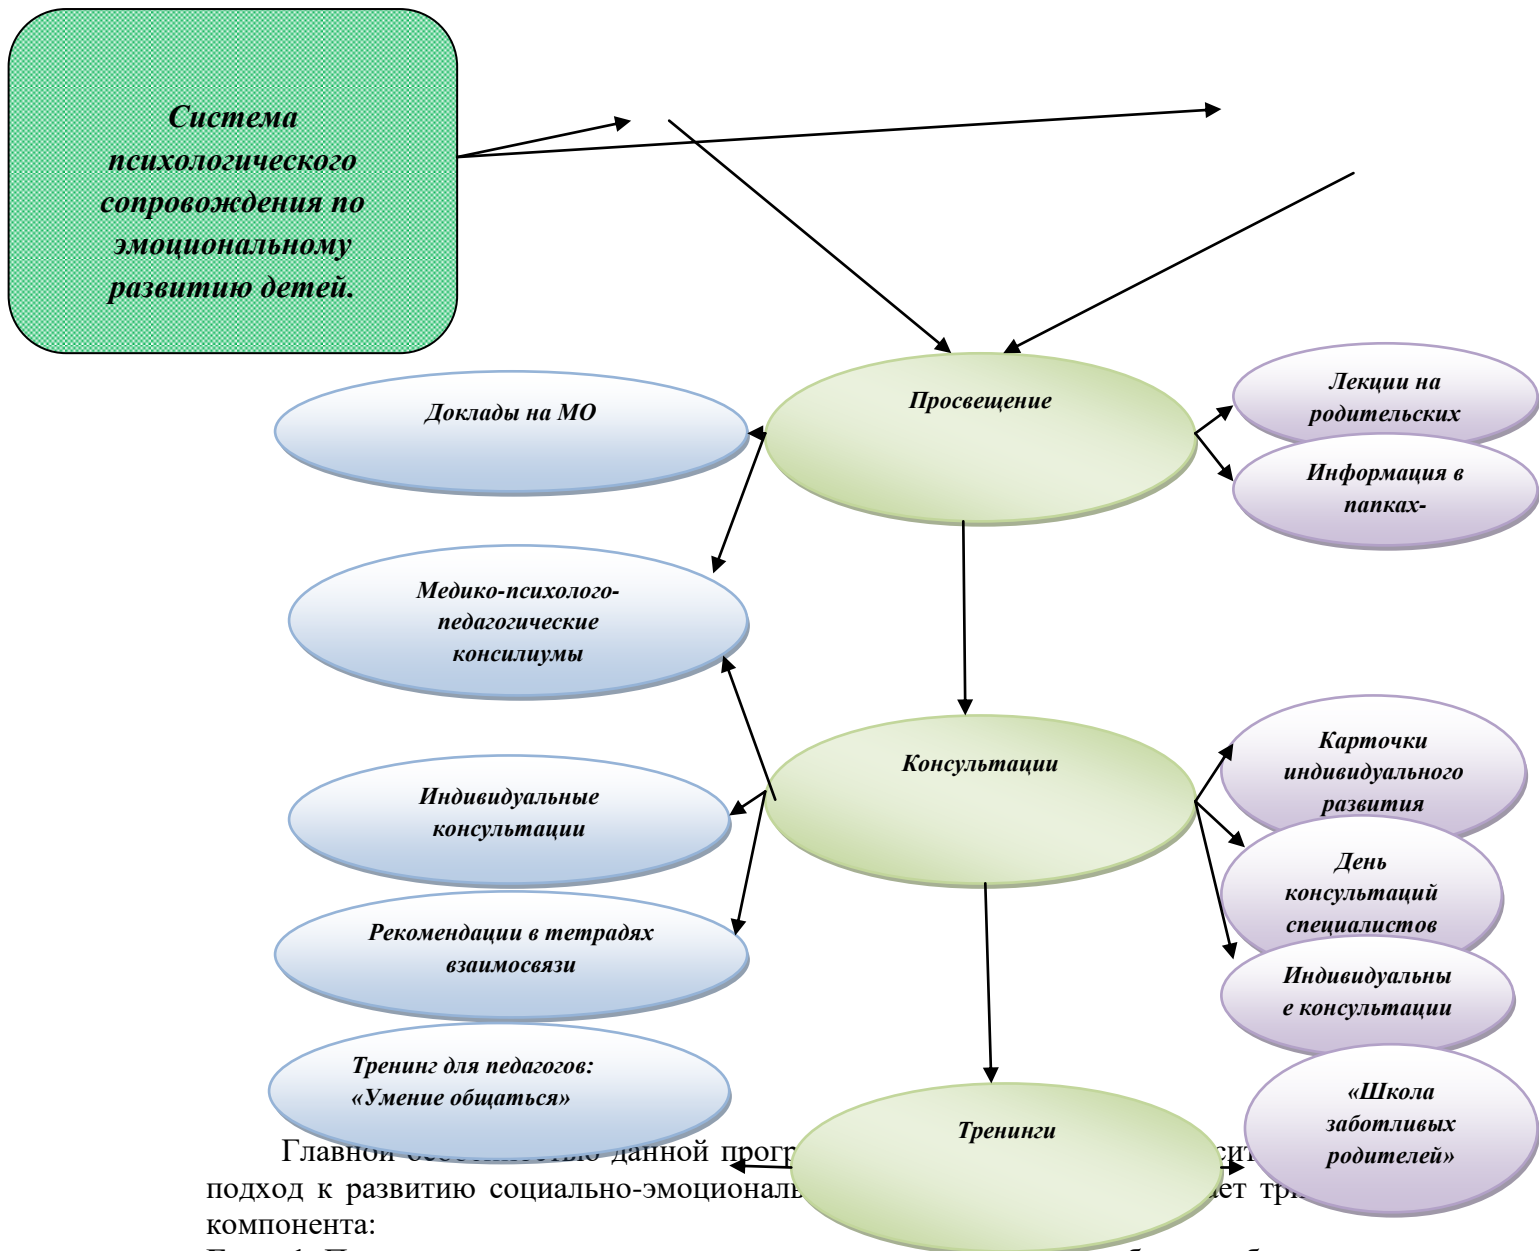 Система
психологического
сопровождения по
эмоциональному
развитию детей.
Доклады на МО
Просвещение
Лекции на
родительских
Информация в
папках-
Медико-психолого-
педагогические
консилиумы
Консультации
Карточки
индивидуального
развития
Индивидуальные
консультации
День
консультаций
специалистов
Рекомендации в тетрадях
взаимосвязи
Индивидуальны
е консультации
Тренинг для педагогов:
«Умение общаться»
Тренинги
«Школа
заботливых
родителей»
Главной данной
подход к развитию
компонента: